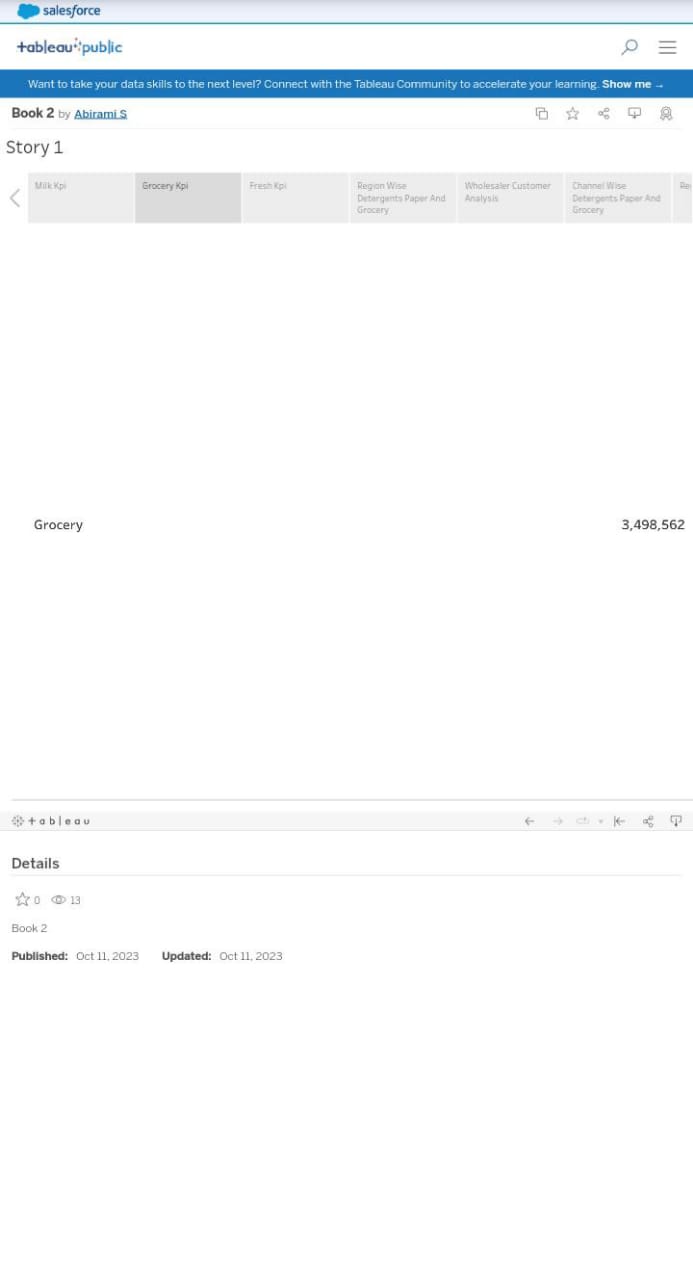 salesforce
+ableau public
Want to take your data skills to the next level? Connect with the Tableau Community to accelerate your learning. Show me →
Book 2 by Abirami S
Story 1
Milk Kpi
Grocery Kpi
Fresh Kpi
Region Wise
Detergents Paper And
Grocery
Wholesaler Customer
Analysis
Channel Wise
Detergents Paper And
Grocery
Grocery 3,498,562
+ableau
Details
0 13
Book 2
Published: Oct 11, 2023 Updated: Oct 11, 2023